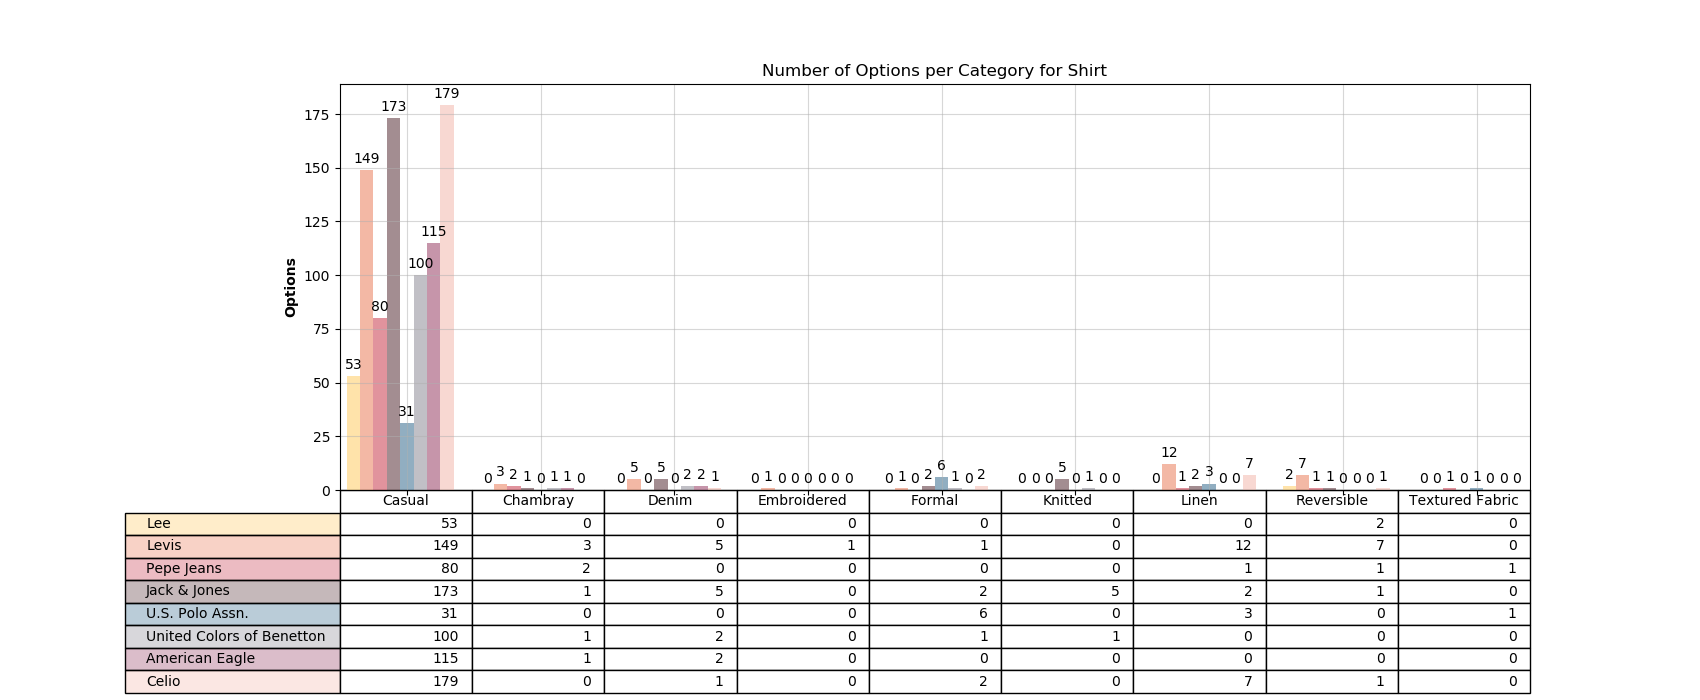 Number of Options per Category for Shirt
Options
175
150
125
100
75
50
25
0
53 149 80 173 31 100 115 179
0 3 2 1 0 1 1 0
0 5 0 5 0 2 2 1
0 1 0 0 0 0 0 0
0 1 0 2 6 1 0 2
0 0 0 5 0 1 0 0
0 12 1 2 3 0 0 7
2 7 1 1 0 0 0 1
0 0 1 0 1 0 0 0
Casual Chambray Denim Embroidered Formal Knitted Linen Reversible Textured Fabric
Lee 53 0 0 0 0 0 0 2 0
Levis 149 3 5 1 1 0 12 7 0
Pepe Jeans 80 2 0 0 0 0 1 1 1
Jack & Jones 173 1 5 0 2 5 2 1 0
U.S. Polo Assn. 31 0 0 0 6 0 3 0 1
United Colors of Benetton 100 1 2 0 1 1 0 0 0
American Eagle 115 1 2 0 0 0 0 0 0
Celio 179 0 1 0 2 0 7 1 0